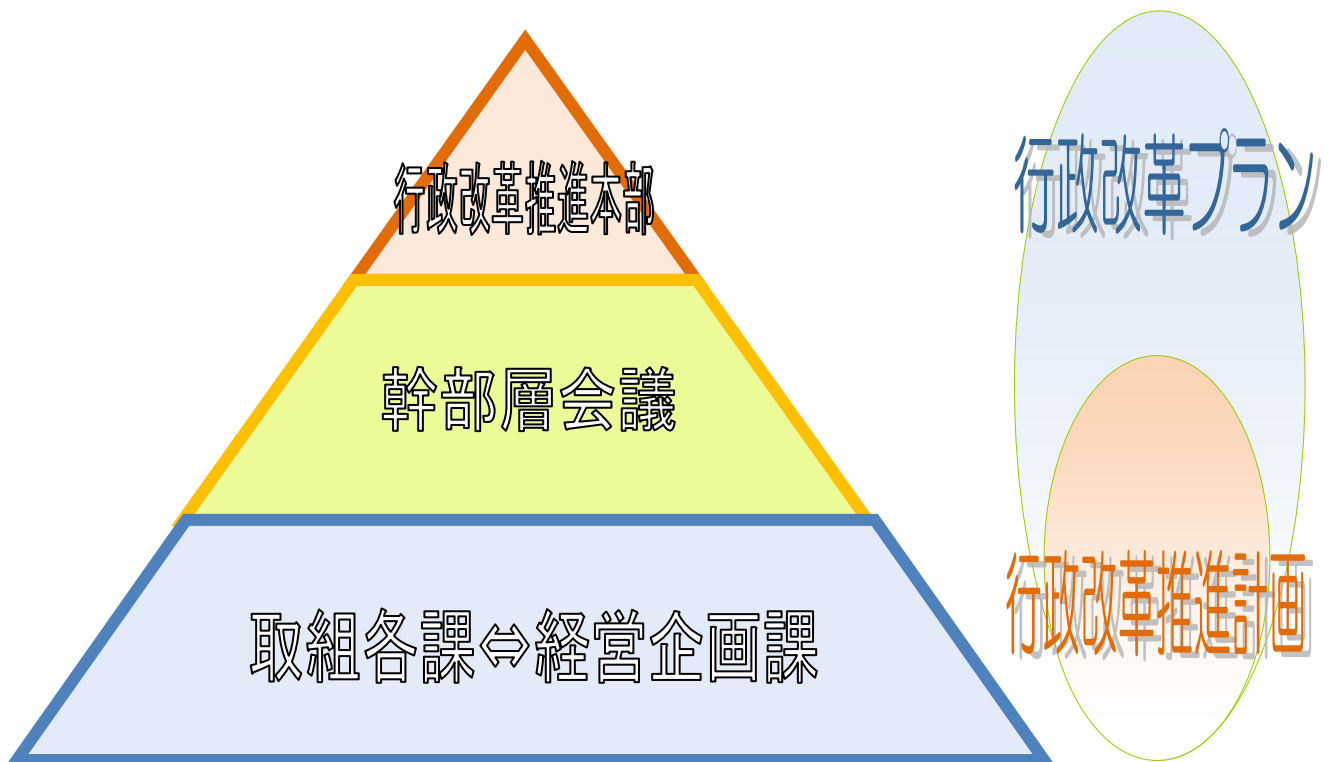 行政改革推進本部
幹部層会議
取組各課⇔経営企画課
行政改革プラン
行政改革推進計画